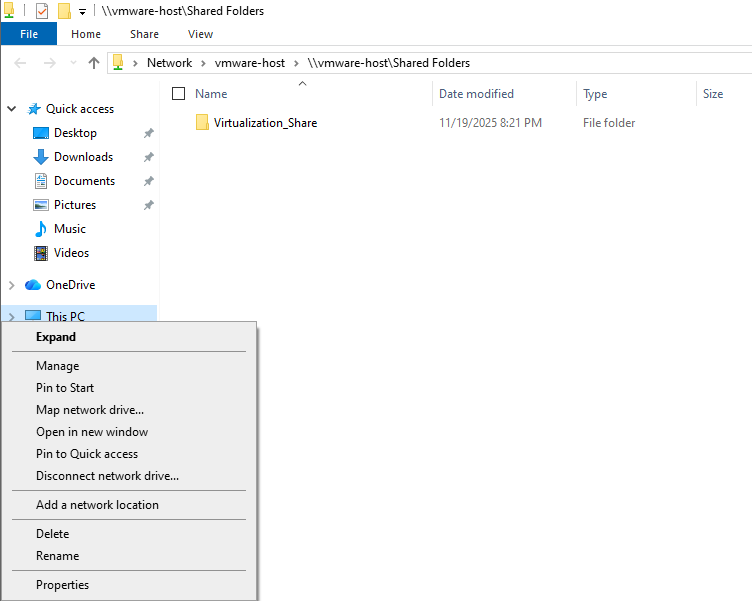 \\vmware-host\Shared Folders
File Home Share View
Network vmware-host \\vmware-host\Shared Folders
Name Date modified Type Size
Virtualization_Share 11/19/2025 8:21 PM File folder
Quick access
Desktop
Downloads
Documents
Pictures
Music
Videos
OneDrive
This PC
Expand
Manage
Pin to Start
Map network drive...
Open in new window
Pin to Quick access
Disconnect network drive...
Add a network location
Delete
Rename
Properties